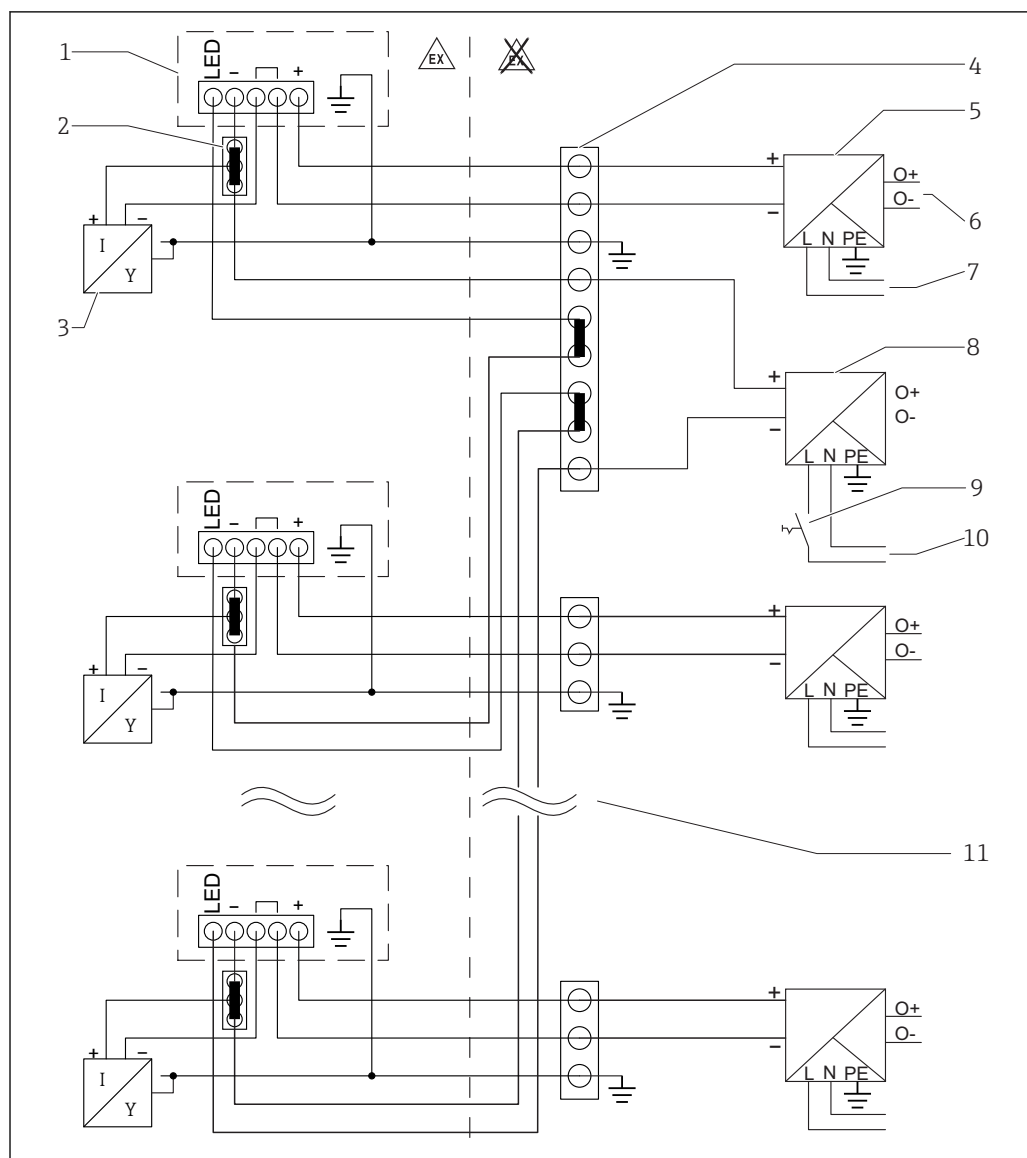 1
LED
- +
EX
EX
4
2
5
+
O+
O-
6
-
+ -
L N PE
I
Y
7
3
8
+
O+
O-
-
L N PE
9
10
LED
- +
+
O+
O-
-
+ -
L N PE
I
Y
11
LED
- +
+
O+
O-
-
+ -
L N PE
I
Y